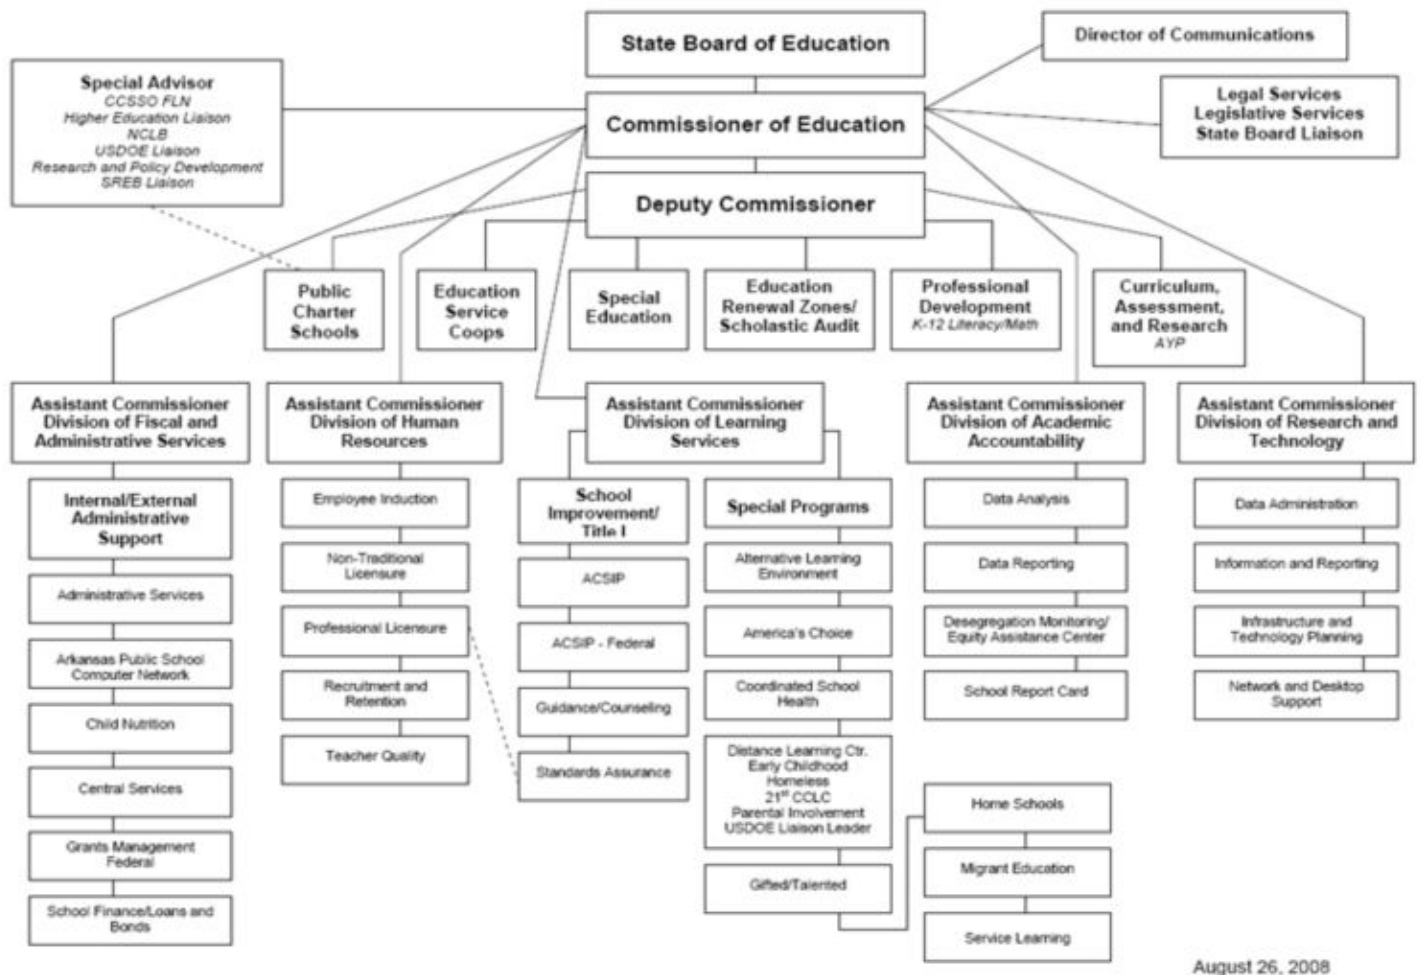 State Board of Education
Director of Communications
Special Advisor
CCSSO FLN
Higher Education Liaison
NCLB
USDOE Liaison
Research and Policy Development
SREB Liaison
Commissioner of Education
Legal Services
Legislative Services
State Board Liaison
Deputy Commissioner
Public
Charter
Schools
Education
Service
Coops
Special
Education
Education
Renewal Zones/
Scholastic Audit
Professional
Development
K-12 Literacy/Math
Curriculum,
Assessment,
and Research
AYP
Assistant Commissioner
Division of Fiscal and
Administrative Services
Assistant Commissioner
Division of Human
Resources
Assistant Commissioner
Division of Learning
Services
Assistant Commissioner
Division of Academic
Accountability
Assistant Commissioner
Division of Research and
Technology
Internal/External
Administrative
Support
Administrative Services
Arkansas Public School
Computer Network
Child Nutrition
Central Services
Grants Management
Federal
School Finance/Loans and
Bonds
Employee Induction
Non-Traditional
Licensure
Professional Licensure
Recruitment and
Retention
Teacher Quality
School
Improvement/
Title I
ACSIP
ACSIP - Federal
Guidance/Counseling
Standards Assurance
Special Programs
Alternative Learning
Environment
America's Choice
Coordinated School
Health
Distance Learning Ctr.
Early Childhood
Homeless
21st CCLC
Parental Involvement
USDOE Liaison Leader
Gifted/Talented
Home Schools
Migrant Education
Service Learning
Data Analysis
Data Reporting
Desegregation Monitoring/
Equity Assistance Center
School Report Card
Data Administration
Information and Reporting
Infrastructure and
Technology Planning
Network and Desktop
Support
August 26, 2008